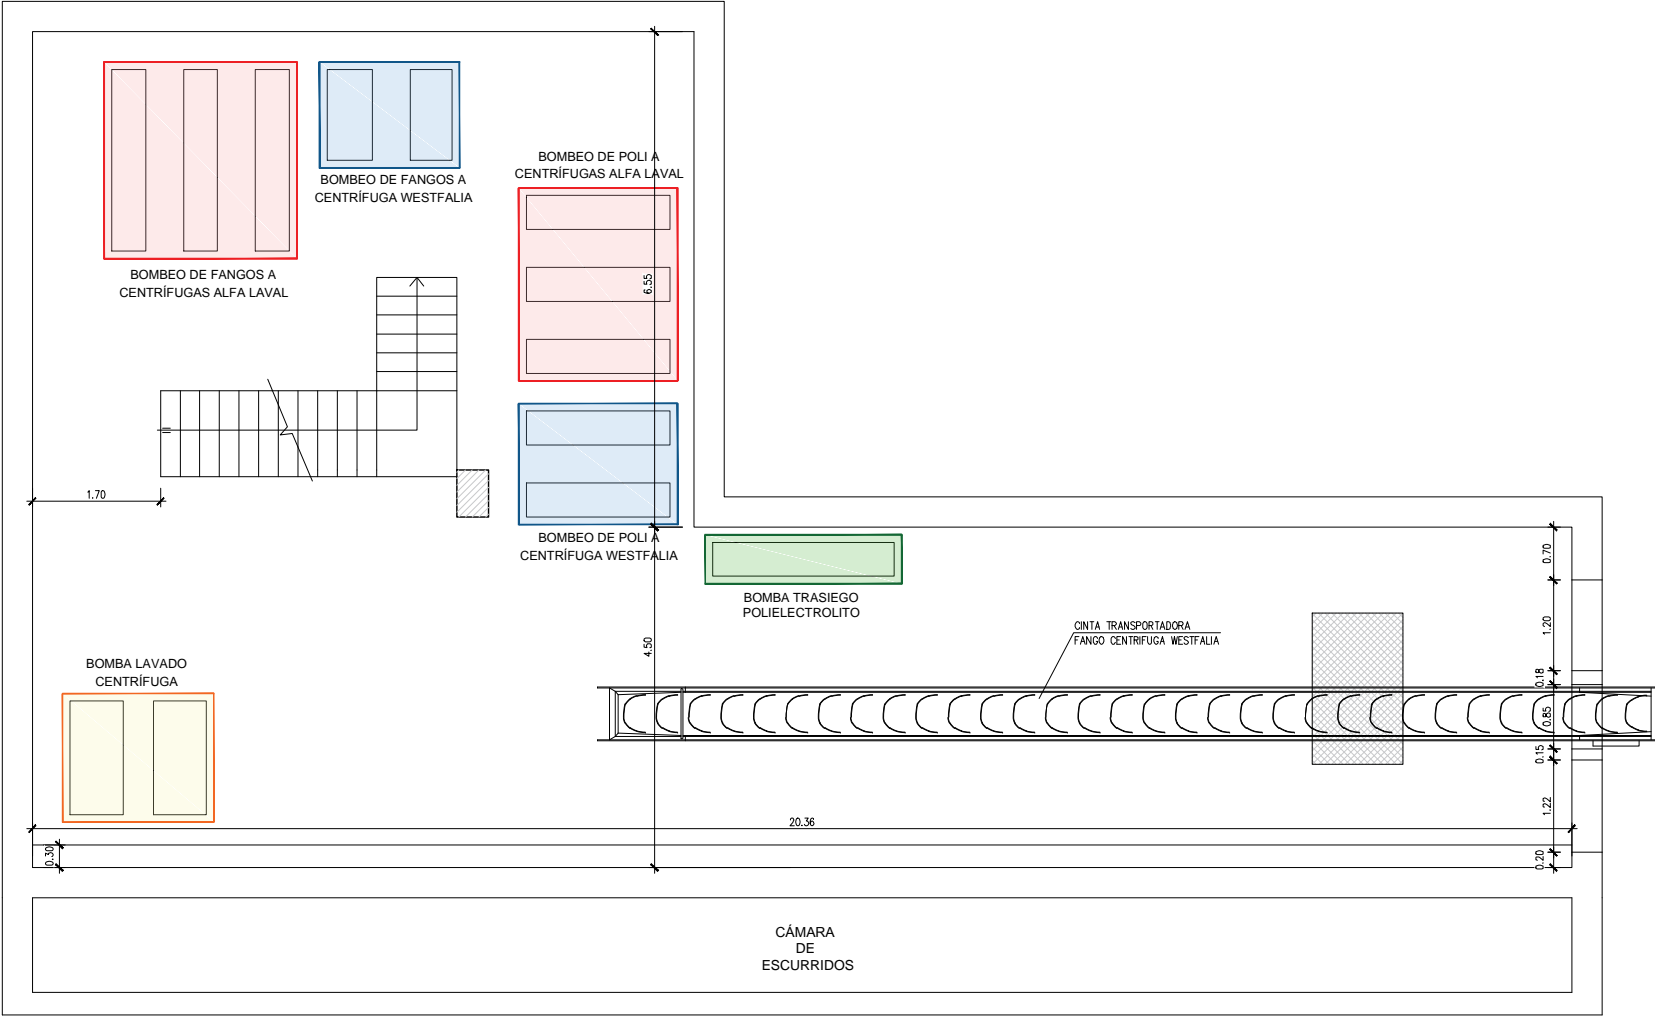 BOMBEO DE POLI A
CENTRÍFUGAS ALFA LAVAL
BOMBEO DE FANGOS A
CENTRÍFUGA WESTFALIA
BOMBEO DE FANGOS A
CENTRÍFUGAS ALFA LAVAL
6.55
1.70
BOMBEO DE POLI A
CENTRÍFUGA WESTFALIA
0.70
BOMBA TRASIEGO
POLIELECTROLITO
CINTA TRANSPORTADORA
FANGO CENTRIFUGA WESTFALIA
1.20
4.50
BOMBA LAVADO
CENTRÍFUGA
0.18
0.85
0.15
1.22
20.36
0.30
0.20
CÁMARA
DE
ESCURRIDOS